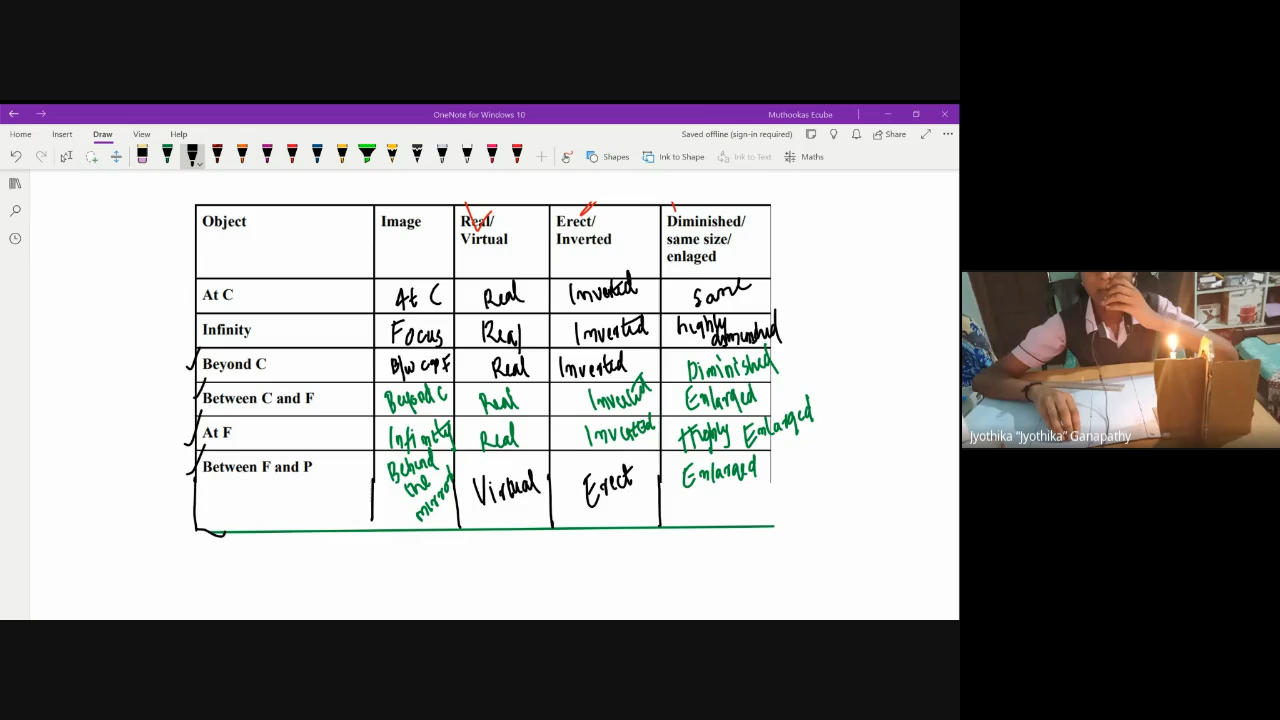 OneNote for Windows 10
Muthookas Ecube
Home Insert Draw View Help
Saved offline (sign-in required)
Share
Shapes
Ink to Shape
Ink to Text
Maths
Object Image Real/ Virtual Erect/ Inverted Diminished/ same size/ enlaged
At C At C Real Inverted same
Infinity Focus Real Inverted highly diminished
Beyond C B/w C & F Real Inverted Diminished
Between C and F Beyond C Real Inverted Enlarged
At F Infinity Real Inverted Highly Enlarged
Between F and P Behind the mirror Virtual Erect Enlarged
Jyothika "Jyothika" Ganapathy